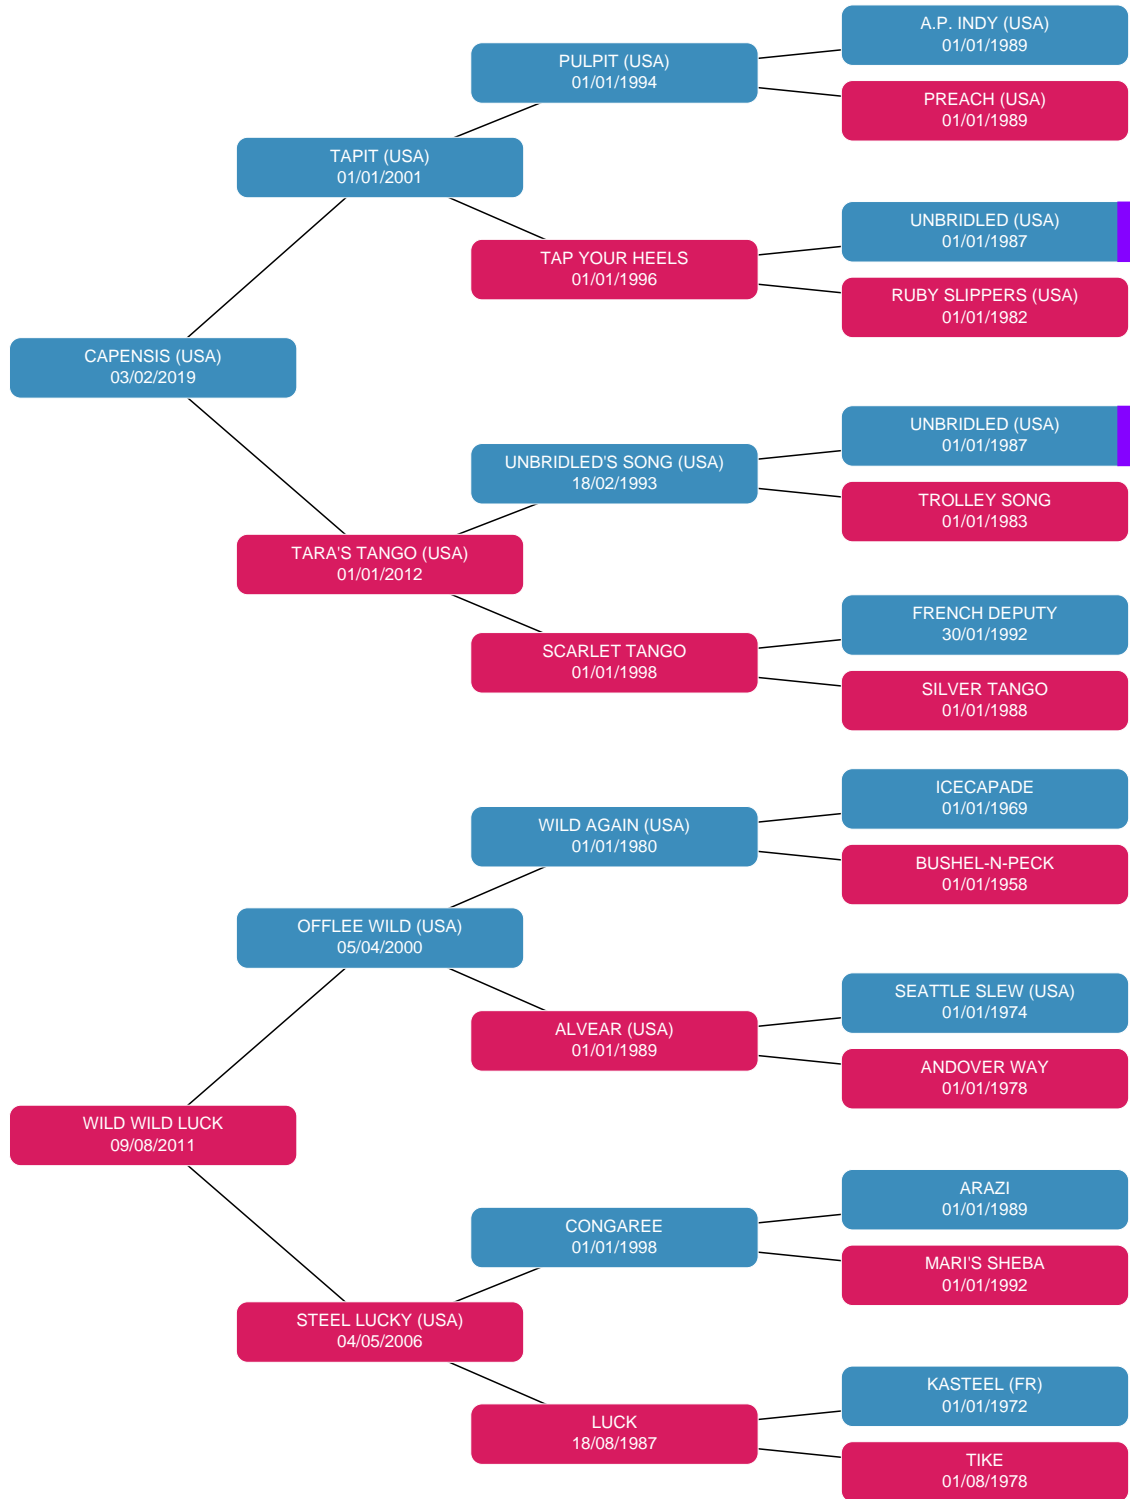 A.P. INDY (USA)
01/01/1989
PULPIT (USA)
01/01/1994
PREACH (USA)
01/01/1989
TAPIT (USA)
01/01/2001
UNBRIDLED (USA)
01/01/1987
TAP YOUR HEELS
01/01/1996
RUBY SLIPPERS (USA)
01/01/1982
CAPENSIS (USA)
03/02/2019
UNBRIDLED (USA)
01/01/1987
UNBRIDLED'S SONG (USA)
18/02/1993
TROLLEY SONG
01/01/1983
TARA'S TANGO (USA)
01/01/2012
FRENCH DEPUTY
30/01/1992
SCARLET TANGO
01/01/1998
SILVER TANGO
01/01/1988
ICECAPADE
01/01/1969
WILD AGAIN (USA)
01/01/1980
BUSHEL-N-PECK
01/01/1958
OFFLEE WILD (USA)
05/04/2000
SEATTLE SLEW (USA)
01/01/1974
ALVEAR (USA)
01/01/1989
ANDOVER WAY
01/01/1978
WILD WILD LUCK
09/08/2011
ARAZI
01/01/1989
CONGAREE
01/01/1998
MARI'S SHEBA
01/01/1992
STEEL LUCKY (USA)
04/05/2006
KASTEEL (FR)
01/01/1972
LUCK
18/08/1987
TIKE
01/08/1978